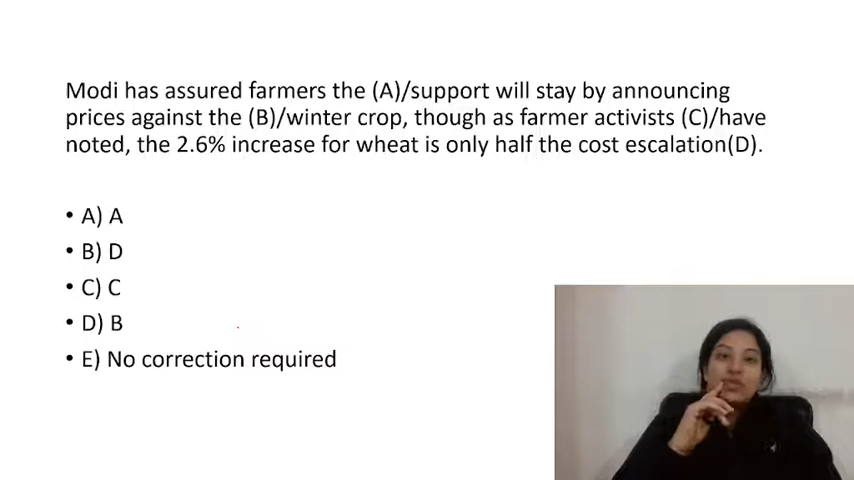 Modi has assured farmers the (A)/support will stay by announcing
prices against the (B)/winter crop, though as farmer activists (C)/have
noted, the 2.6% increase for wheat is only half the cost escalation(D).
• A) A
• B) D
• C) C
• D) B
• E) No correction required